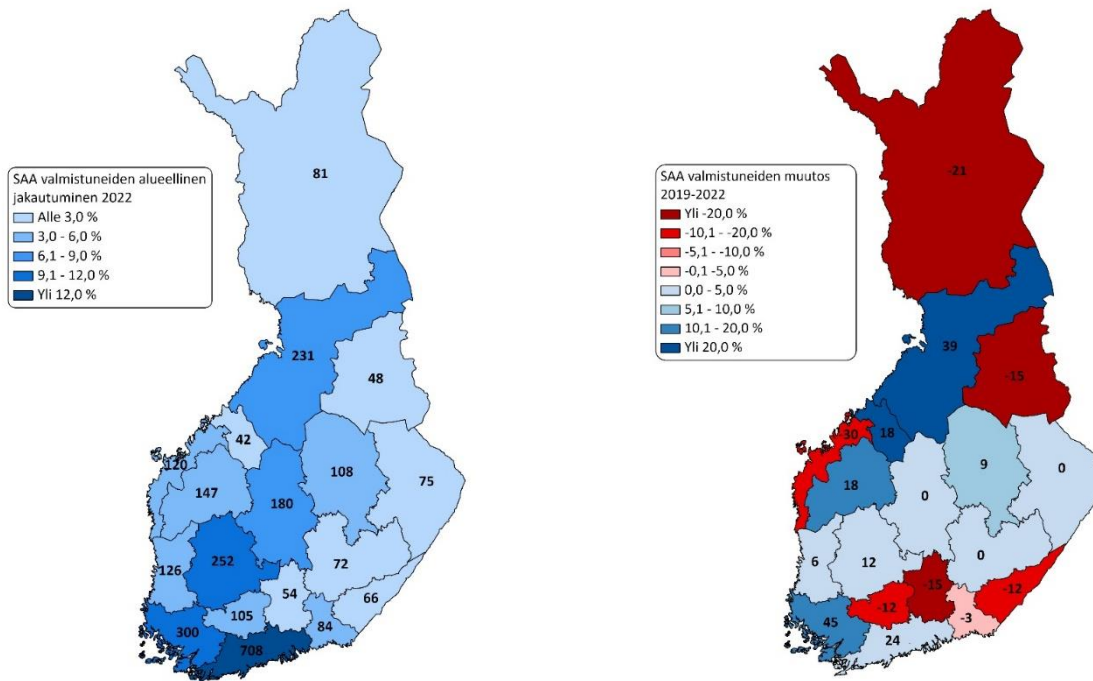 SAA valmistuneiden alueellinen
jakautuminen 2022
Alle 3,0 %
3,0 - 6,0 %
6,1 - 9,0 %
9,1 - 12,0 %
Yli 12,0 %
81
231
48
42
120
147
108
75
180
252
126
72
54
66
105
84
300
708
SAA valmistuneiden muutos
2019-2022
Yli -20,0 %
-10,1 - -20,0 %
-5,1 - -10,0 %
-0,1 -5,0 %
0,0 - 5,0 %
5,1 - 10,0 %
10,1 - 20,0 %
Yli 20,0 %
-21
39
-15
30
18
18
9
0
0
6
12
0
-15
-12
-12
-3
45
24